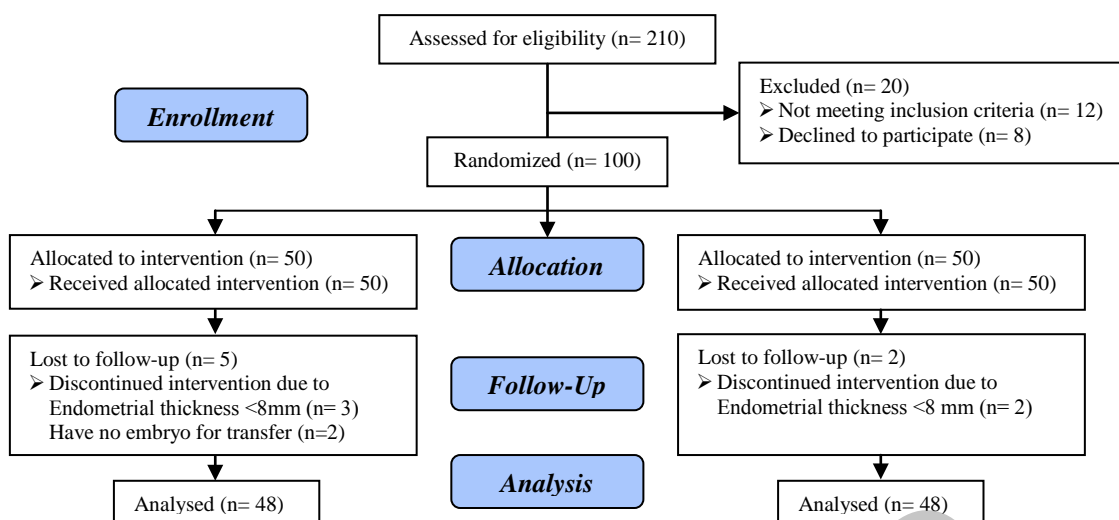 Assessed for eligibility (n= 210)
Excluded (n= 20)
➢ Not meeting inclusion criteria (n= 12)
➢ Declined to participate (n= 8)
Enrollment
Randomized (n= 100)
Allocated to intervention (n= 50)
➢ Received allocated intervention (n= 50)
Allocation
Allocated to intervention (n= 50)
➢ Received allocated intervention (n= 50)
Lost to follow-up (n= 5)
➢ Discontinued intervention due to
Endometrial thickness <8mm (n= 3)
Have no embryo for transfer (n=2)
Follow-Up
Lost to follow-up (n= 2)
➢ Discontinued intervention due to
Endometrial thickness <8 mm (n= 2)
Analysis
Analysed (n= 48)
Analysed (n= 48)